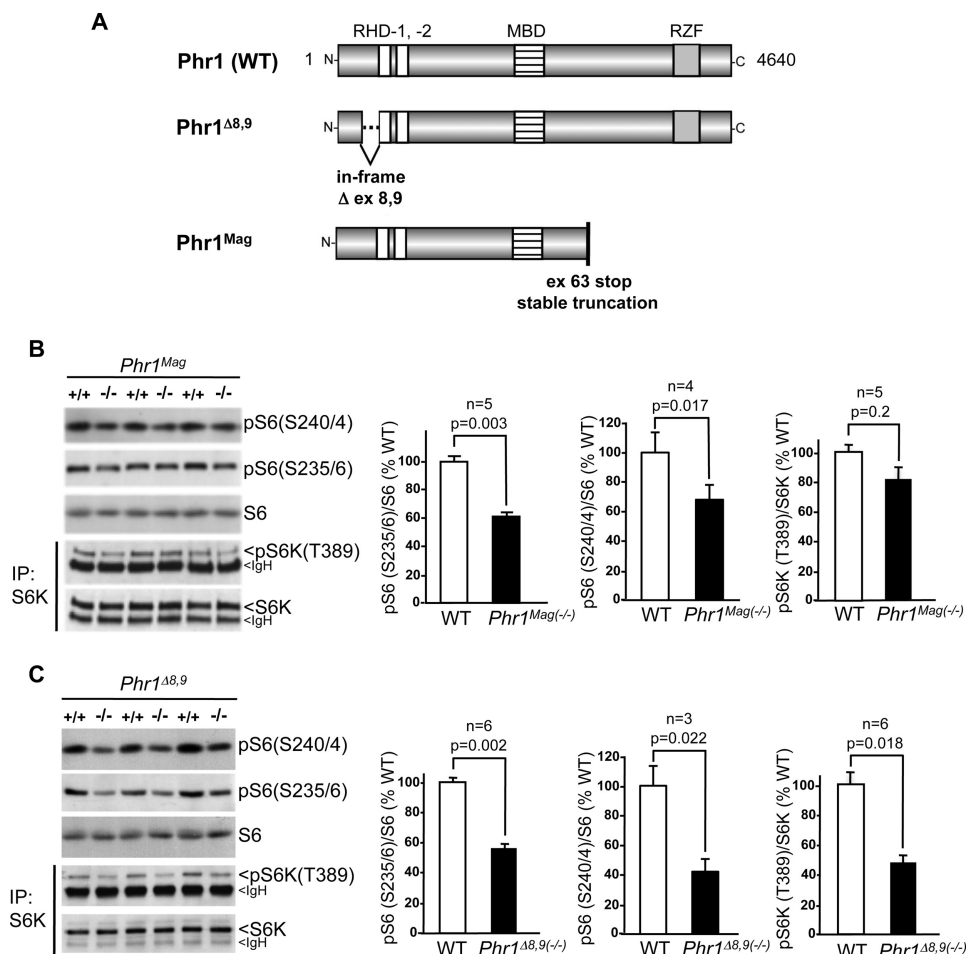 A
RHD-1, -2 MBD RZF
Phr1 (WT) 1 N- -C 4640
Phr1Δ8,9 N- -C
in-frame
Δ ex 8,9
Phr1Mag N-
ex 63 stop
stable truncation
B
Phr1Mag
+/+ -/- +/+ -/- +/+ -/-
pS6(S240/4)
pS6(S235/6)
S6
IP:
S6K
<pS6K(T389)
<IgH
<S6K
<IgH
n=5
p=0.003
pS6 (S235/6)/S6 (% WT)
100
80
60
40
20
0
WT Phr1Mag(-/-)
n=4
p=0.017
pS6 (S240/4)/S6 (% WT)
120
100
80
60
40
20
0
WT Phr1Mag(-/-)
n=5
p=0.2
pS6K (T389)/S6K (% WT)
100
80
60
40
20
0
WT Phr1Mag(-/-)
C
Phr1Δ8,9
+/+ -/- +/+ -/- +/+ -/-
pS6(S240/4)
pS6(S235/6)
S6
IP:
S6K
<pS6K(T389)
<IgH
<S6K
<IgH
n=6
p=0.002
pS6 (S235/6)/S6 (% WT)
100
80
60
40
20
0
WT Phr1Δ8,9(-/-)
n=3
p=0.022
pS6 (S240/4)/S6 (% WT)
120
100
80
60
40
20
0
WT Phr1Δ8,9(-/-)
n=6
p=0.018
pS6K (T389)/S6K (% WT)
100
80
60
40
20
0
WT Phr1Δ8,9(-/-)